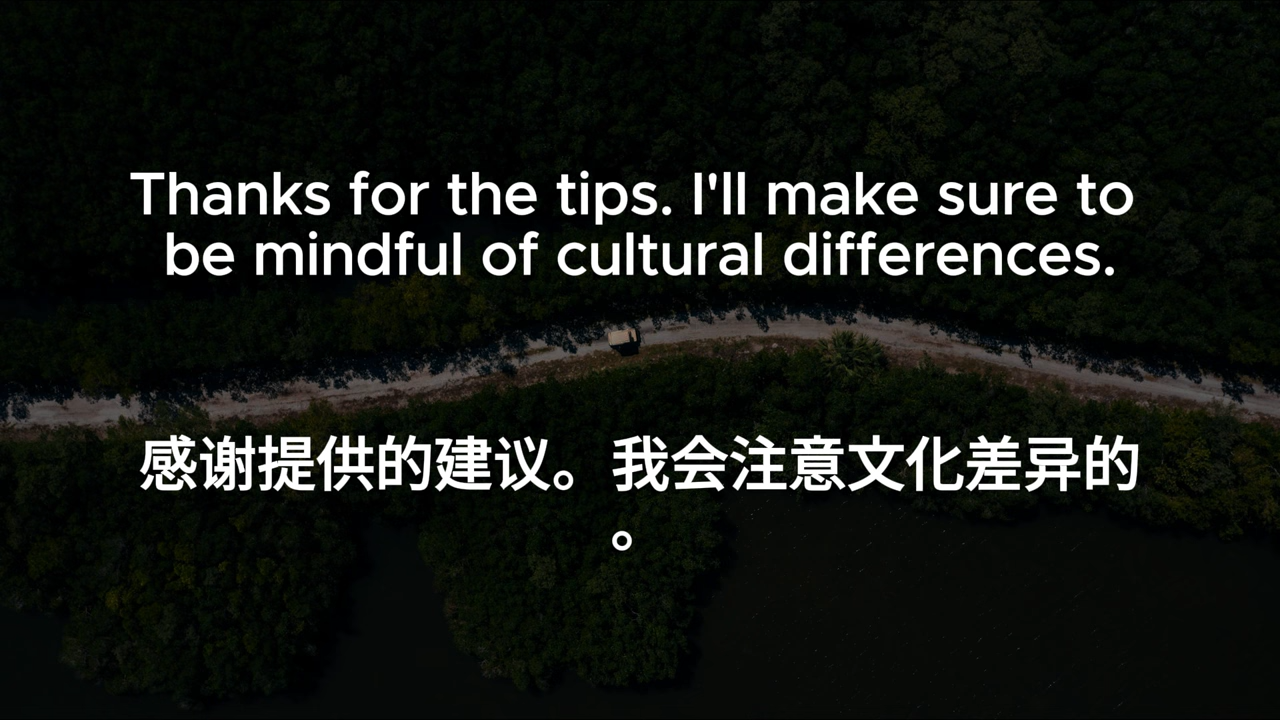 Thanks for the tips. I'll make sure to
be mindful of cultural differences.
感谢提供的建议。我会注意文化差异的
。